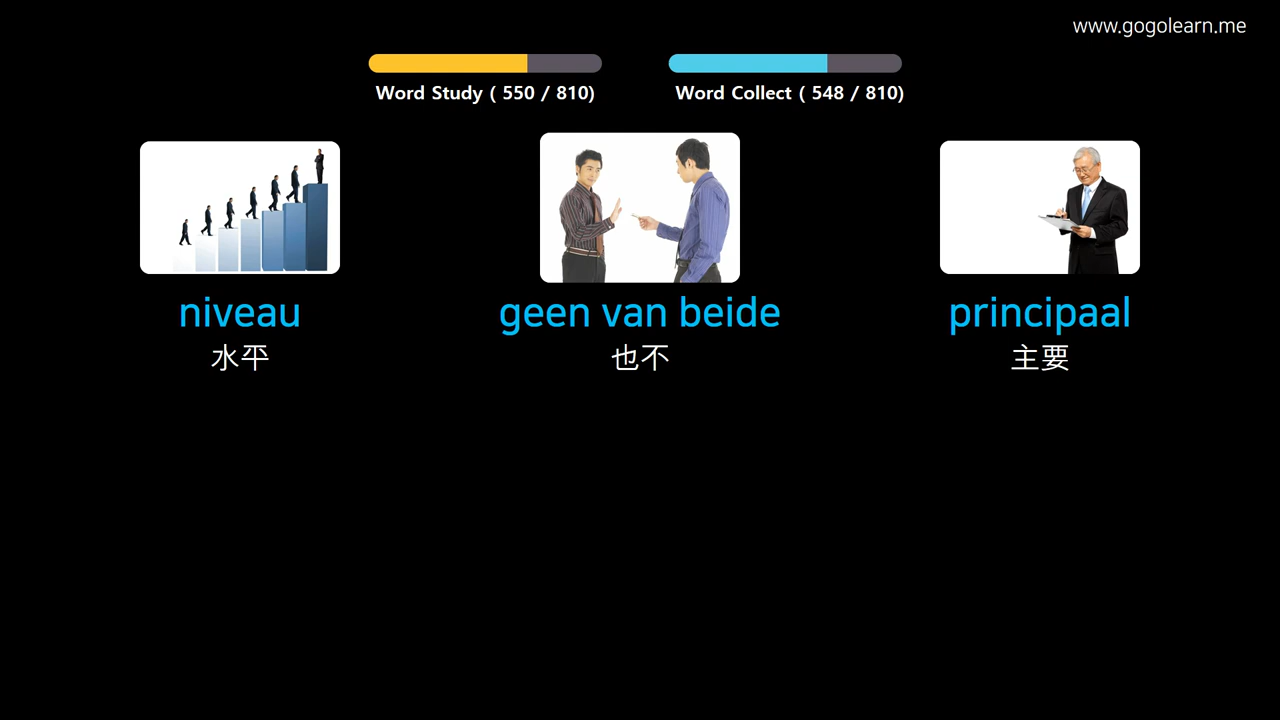 www.gogolearn.me
Word Study ( 550 / 810)
Word Collect ( 548 / 810)
niveau
水平
geen van beide
也不
principaal
主要